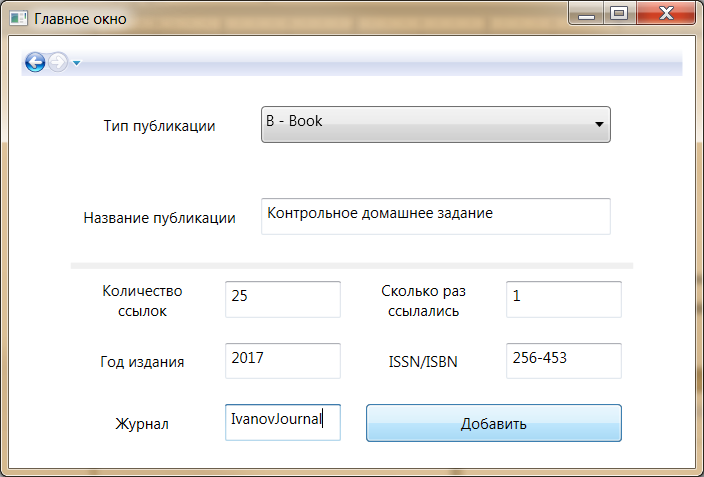 Главное окно
Тип публикации
B - Book
Название публикации
Контрольное домашнее задание
Количество ссылок
25
Сколько раз ссылались
1
Год издания
2017
ISSN/ISBN
256-453
Журнал
IvanovJournal
Добавить